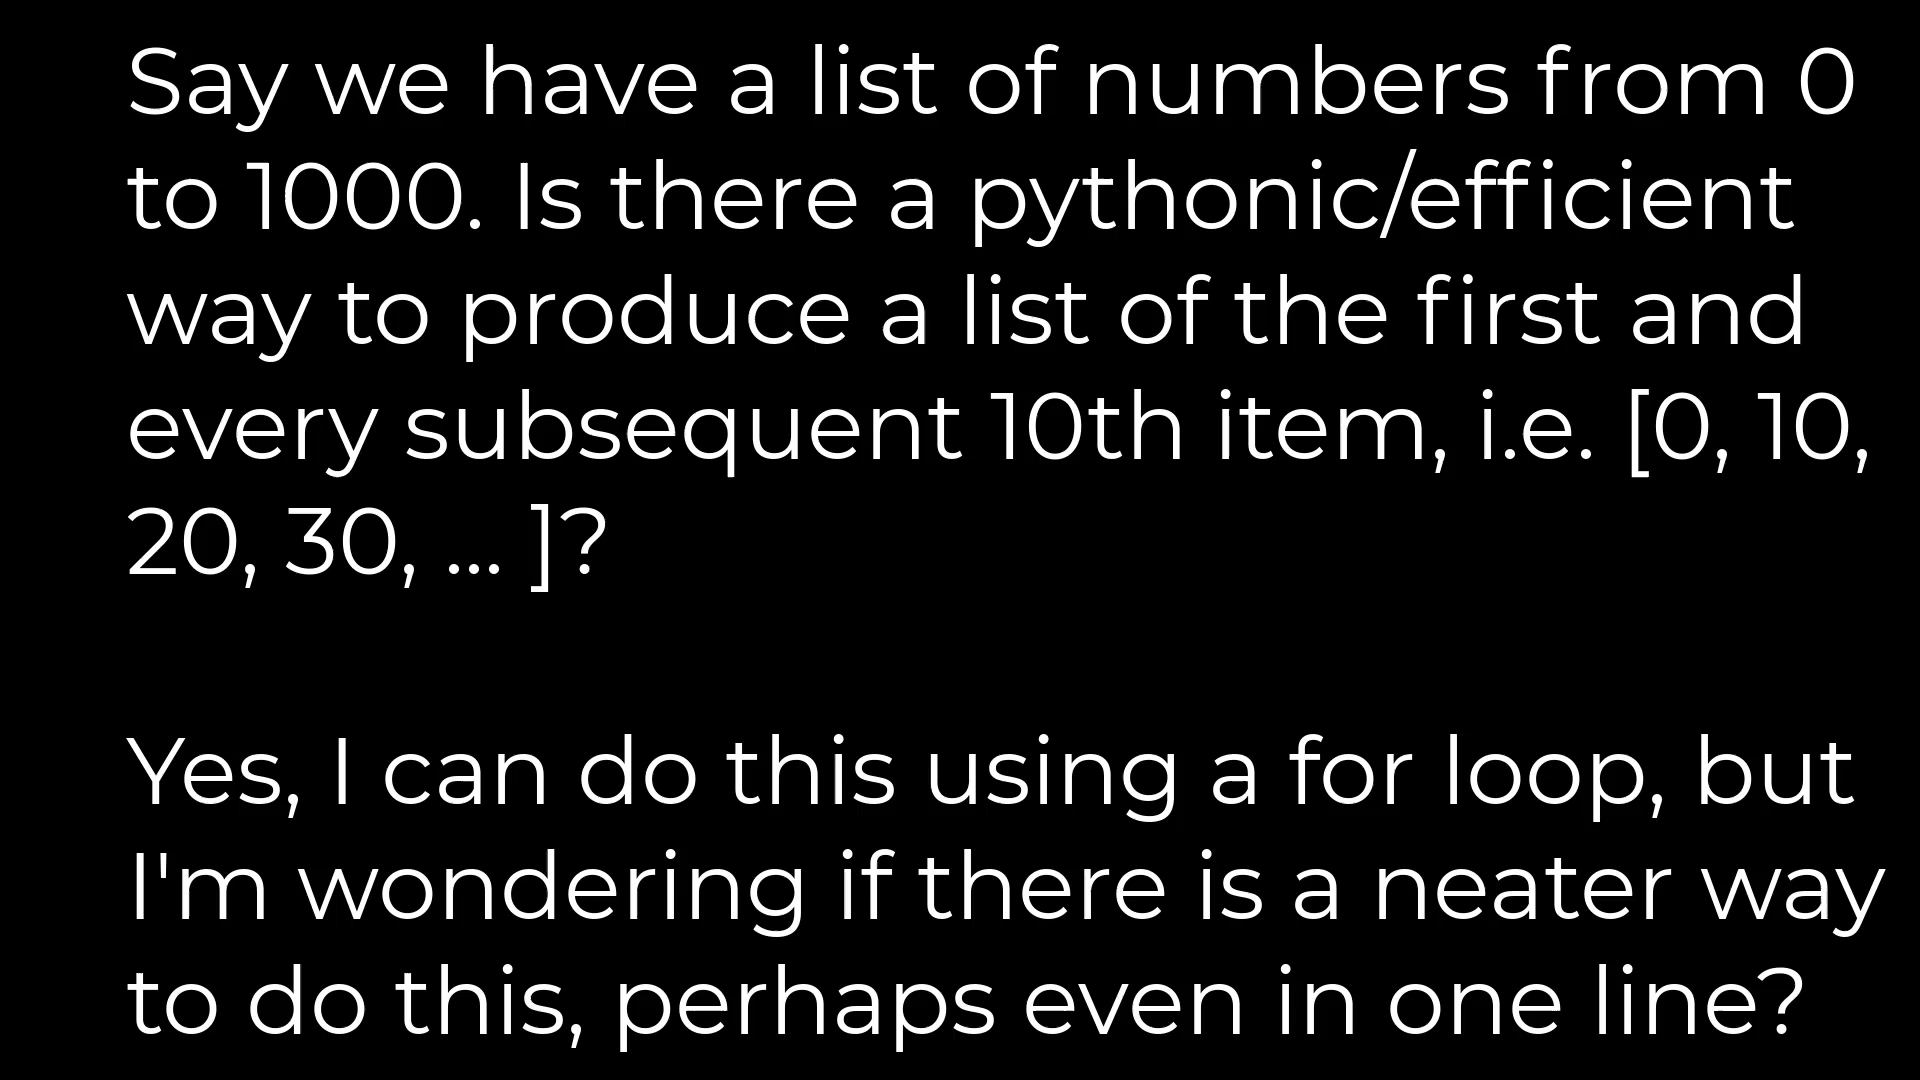 Say we have a list of numbers from 0
to 1000. Is there a pythonic/efficient
way to produce a list of the first and
every subsequent 10th item, i.e. [0, 10,
20, 30, ... ]?
Yes, I can do this using a for loop, but
I'm wondering if there is a neater way
to do this, perhaps even in one line?